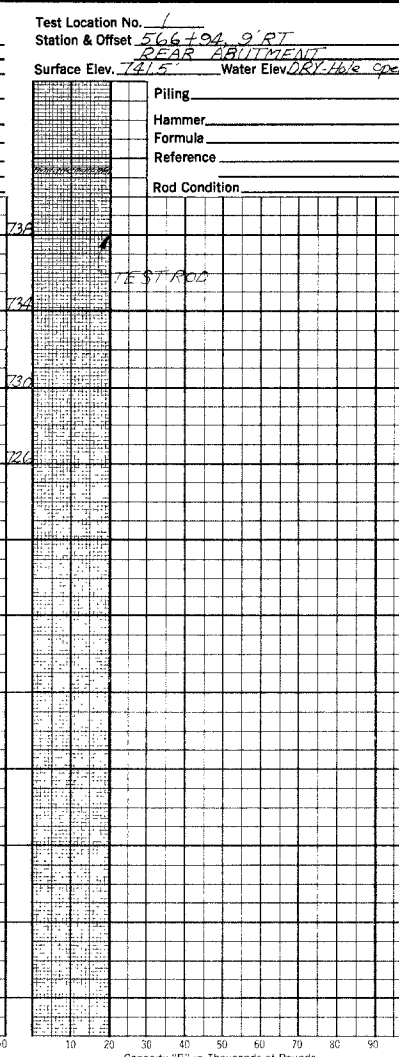 Test Location No. 1
Station & Offset 566+94, 9' RT
REAR ABUTMENT
Surface Elev. 741.5' Water Elev. DRY-Hole ope
Piling
Hammer
Formula
Reference
Rod Condition
738
TEST ROD
734
730
726
10 20 30 40 50 60 70 80 90
Capacity "R" in Thousands of Pounds